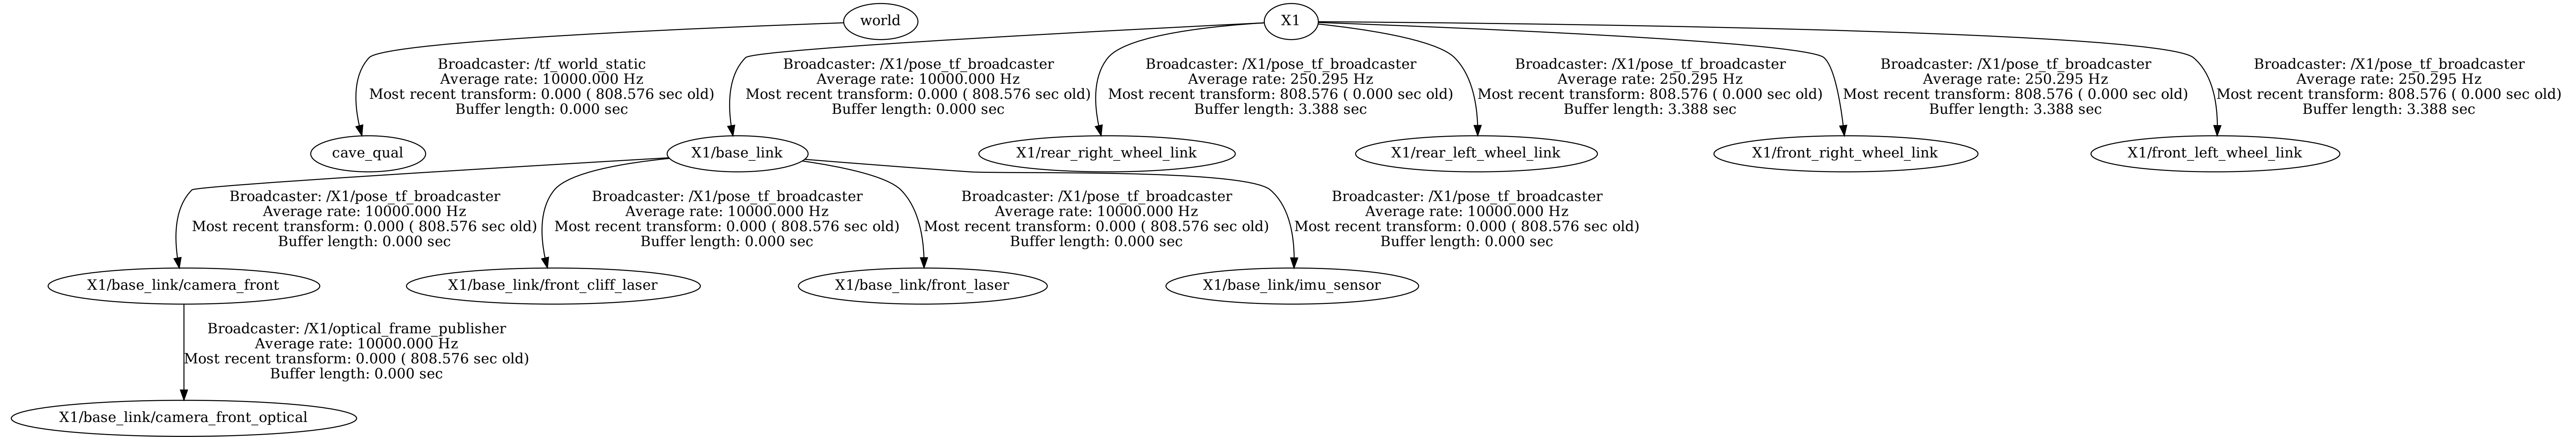 world
X1
Broadcaster: /tf_world_static
Average rate: 10000.000 Hz
Most recent transform: 0.000 ( 808.576 sec old)
Buffer length: 0.000 sec
Broadcaster: /X1/pose_tf_broadcaster
Average rate: 10000.000 Hz
Most recent transform: 0.000 ( 808.576 sec old)
Buffer length: 0.000 sec
Broadcaster: /X1/pose_tf_broadcaster
Average rate: 250.295 Hz
Most recent transform: 808.576 ( 0.000 sec old)
Buffer length: 3.388 sec
Broadcaster: /X1/pose_tf_broadcaster
Average rate: 250.295 Hz
Most recent transform: 808.576 ( 0.000 sec old)
Buffer length: 3.388 sec
Broadcaster: /X1/pose_tf_broadcaster
Average rate: 250.295 Hz
Most recent transform: 808.576 ( 0.000 sec old)
Buffer length: 3.388 sec
Broadcaster: /X1/pose_tf_broadcaster
Average rate: 250.295 Hz
Most recent transform: 808.576 ( 0.000 sec old)
Buffer length: 3.388 sec
cave_qual
X1/base_link
X1/rear_right_wheel_link
X1/rear_left_wheel_link
X1/front_right_wheel_link
X1/front_left_wheel_link
Broadcaster: /X1/pose_tf_broadcaster
Average rate: 10000.000 Hz
Most recent transform: 0.000 ( 808.576 sec old)
Buffer length: 0.000 sec
Broadcaster: /X1/pose_tf_broadcaster
Average rate: 10000.000 Hz
Most recent transform: 0.000 ( 808.576 sec old)
Buffer length: 0.000 sec
Broadcaster: /X1/pose_tf_broadcaster
Average rate: 10000.000 Hz
Most recent transform: 0.000 ( 808.576 sec old)
Buffer length: 0.000 sec
Broadcaster: /X1/pose_tf_broadcaster
Average rate: 10000.000 Hz
Most recent transform: 0.000 ( 808.576 sec old)
Buffer length: 0.000 sec
X1/base_link/camera_front
X1/base_link/front_cliff_laser
X1/base_link/front_laser
X1/base_link/imu_sensor
Broadcaster: /X1/optical_frame_publisher
Average rate: 10000.000 Hz
Most recent transform: 0.000 ( 808.576 sec old)
Buffer length: 0.000 sec
X1/base_link/camera_front_optical